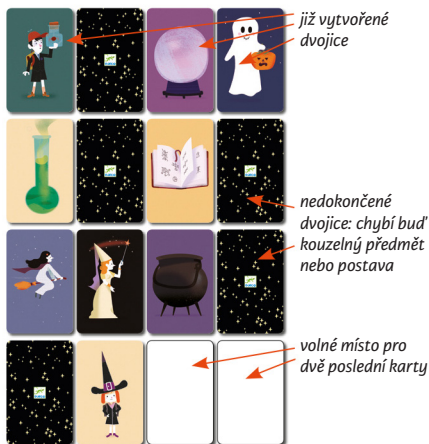 již vytvořené
dvojice
nedokončené
dvojice: chybí buď
kouzelný předmět
nebo postava
volné místo pro
dvě poslední karty